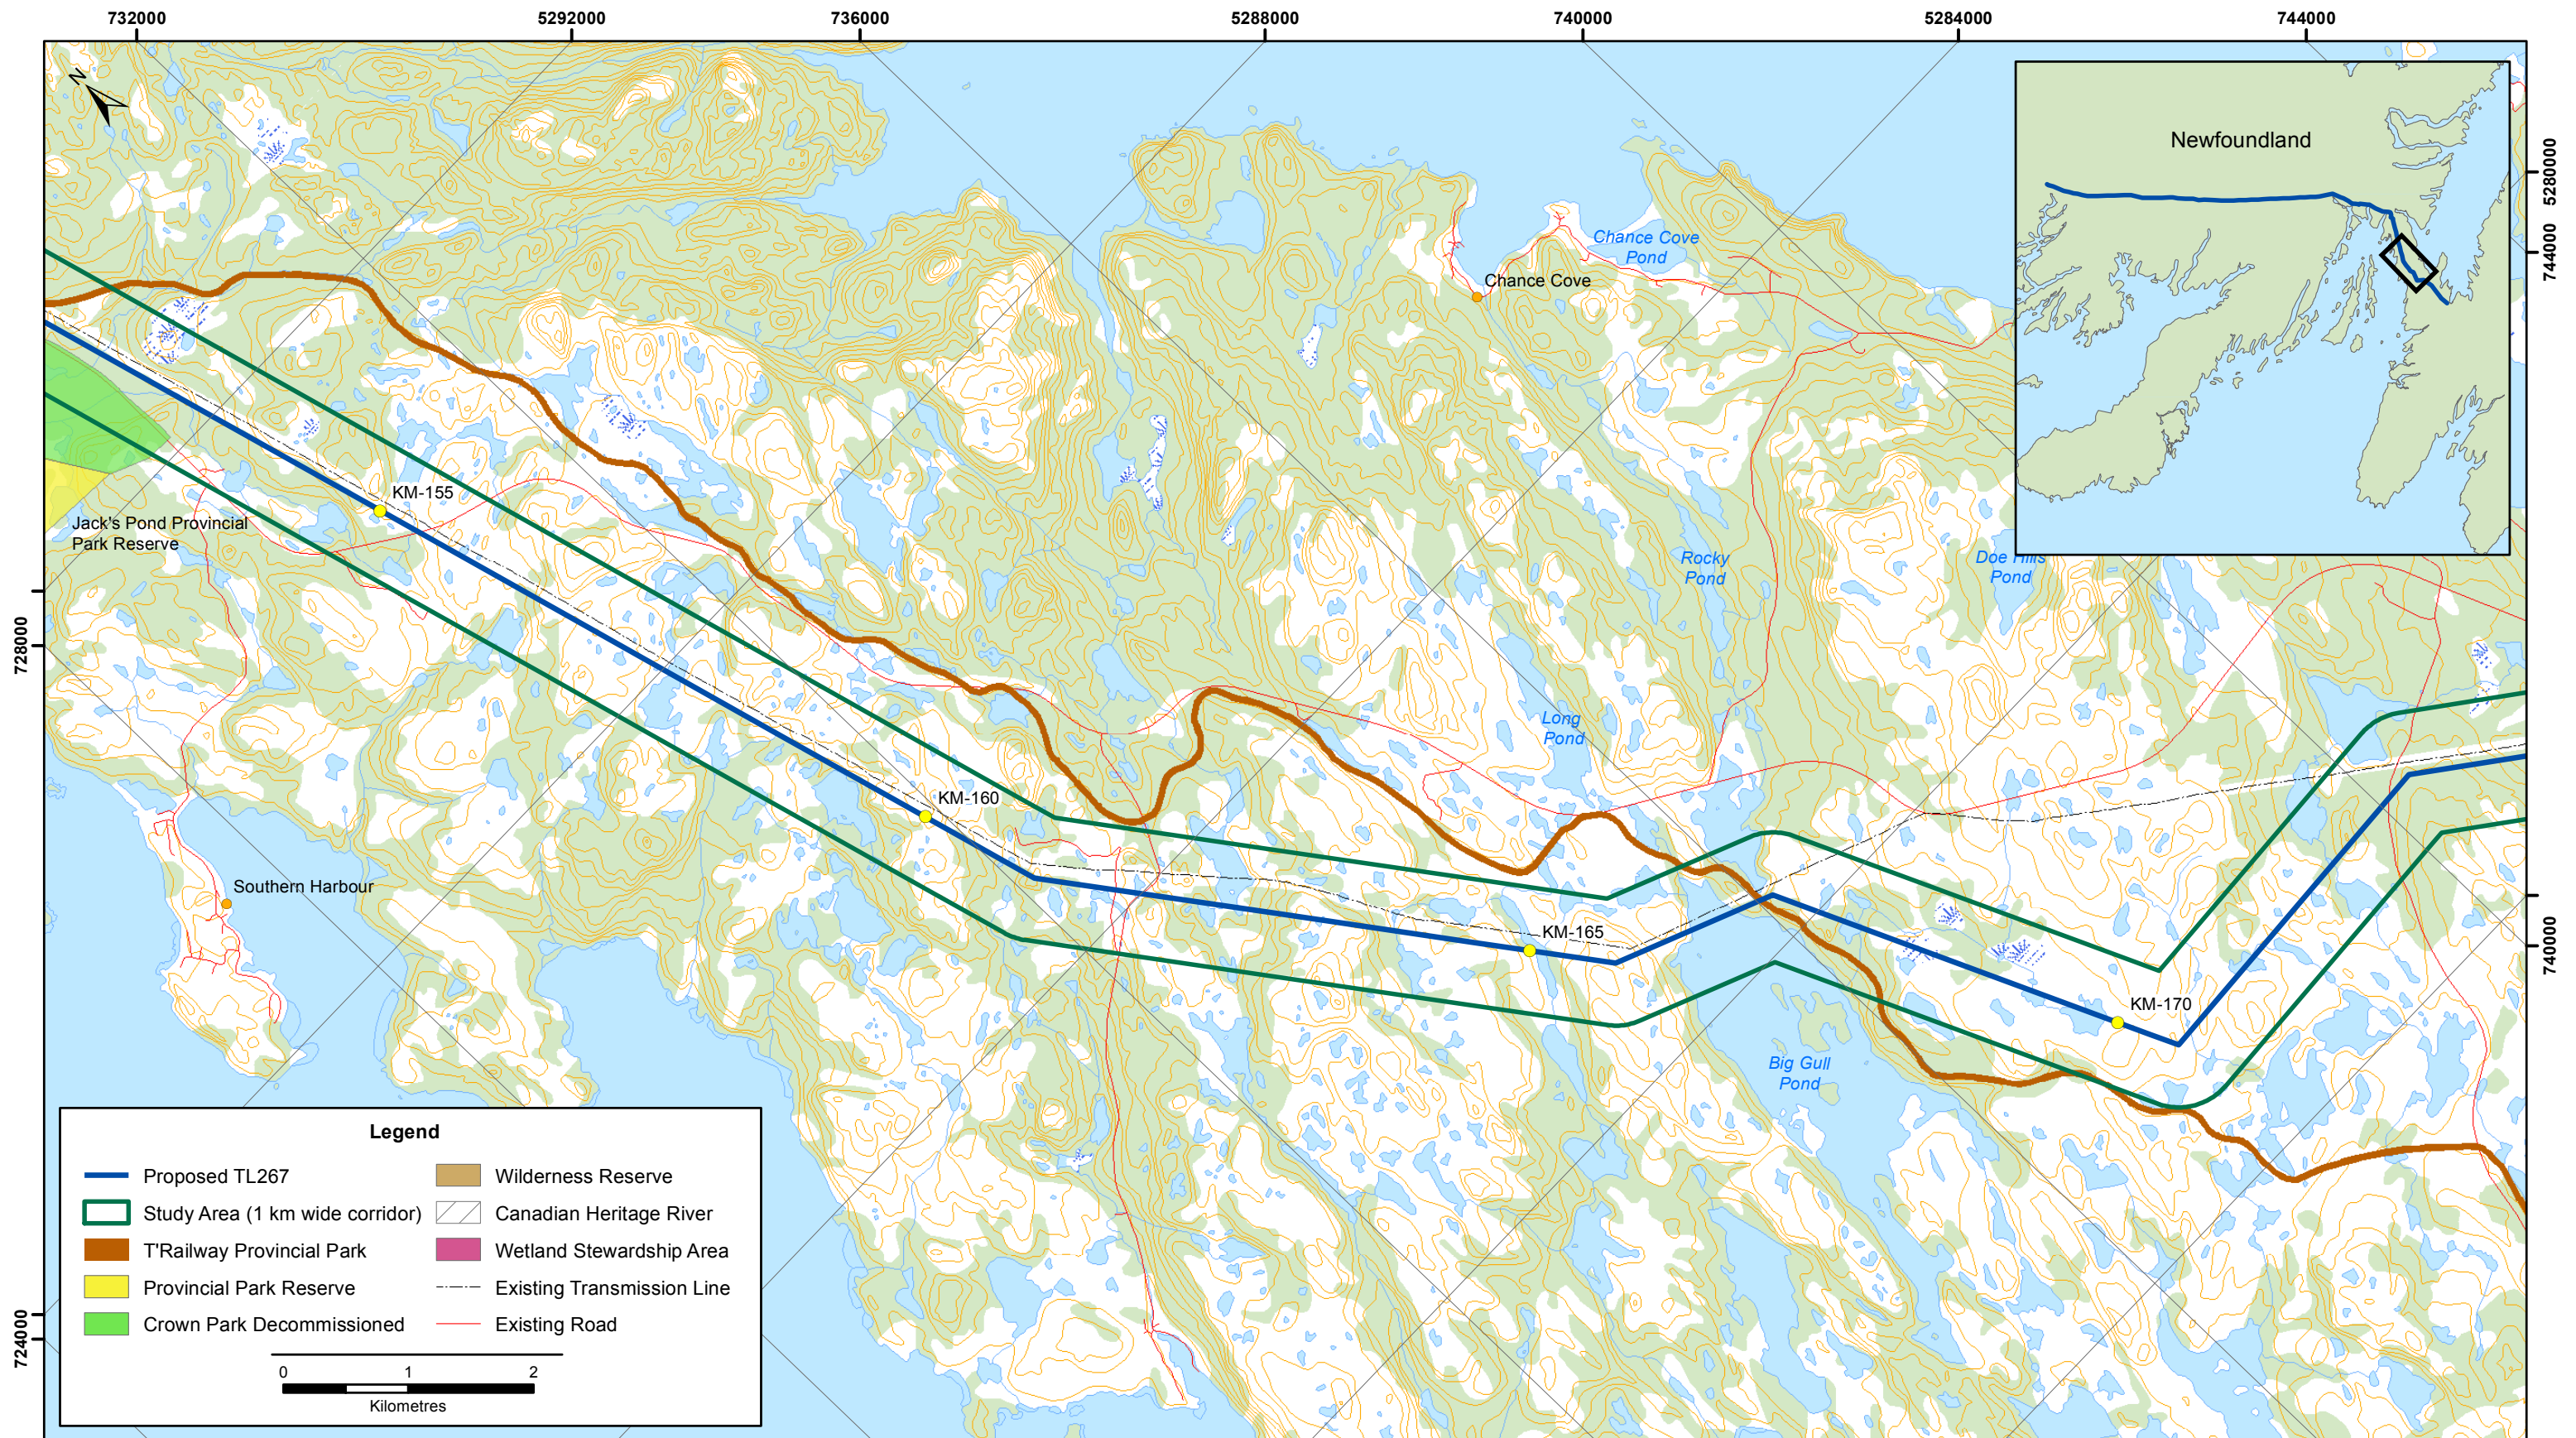 732000
5292000
736000
5288000
740000
5284000
744000
N
Newfoundland
5280000
744000
Chance Cove
Pond
Chance Cove
KM-155
Jack's Pond Provincial
Park Reserve
Rocky
Pond
Doe Hills
Pond
728000
Long
Pond
KM-160
Southern Harbour
KM-165
740000
KM-170
Big Gull
Pond
Legend
Proposed TL267
Study Area (1 km wide corridor)
T'Railway Provincial Park
Provincial Park Reserve
Crown Park Decommissioned
Wilderness Reserve
Canadian Heritage River
Wetland Stewardship Area
Existing Transmission Line
Existing Road
724000
0 1 2
Kilometres